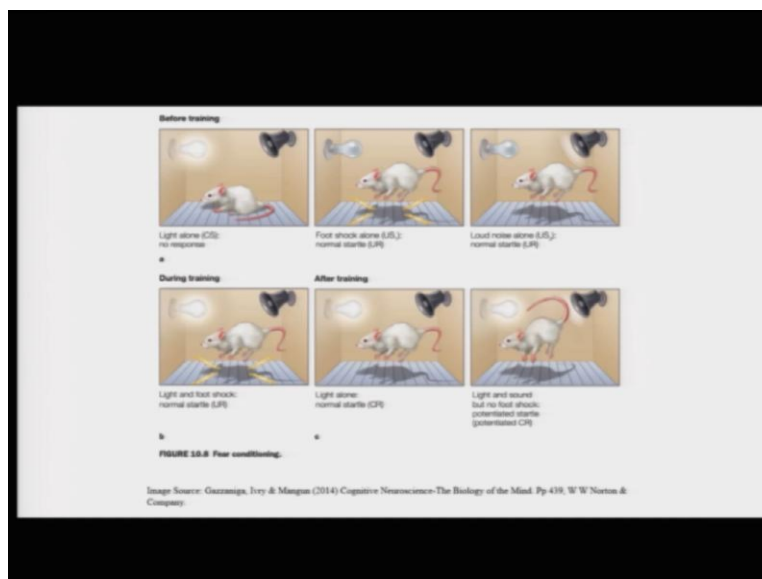 Before training
Light alone (CS):
no response
Foot shock alone (US₁):
normal startle (UR)
Loud noise alone (US₂):
normal startle (UR)
a
During training
After training
Light and foot shock:
normal startle (UR)
Light alone:
normal startle (CR)
Light and sound
but no foot shock:
potentiated startle
(potentiated CR)
b
c
FIGURE 10.8 Fear conditioning.
Image Source: Gazzaniga, Ivry & Mangun (2014) Cognitive Neuroscience-The Biology of the Mind. Pp 439, W W Norton &
Company.